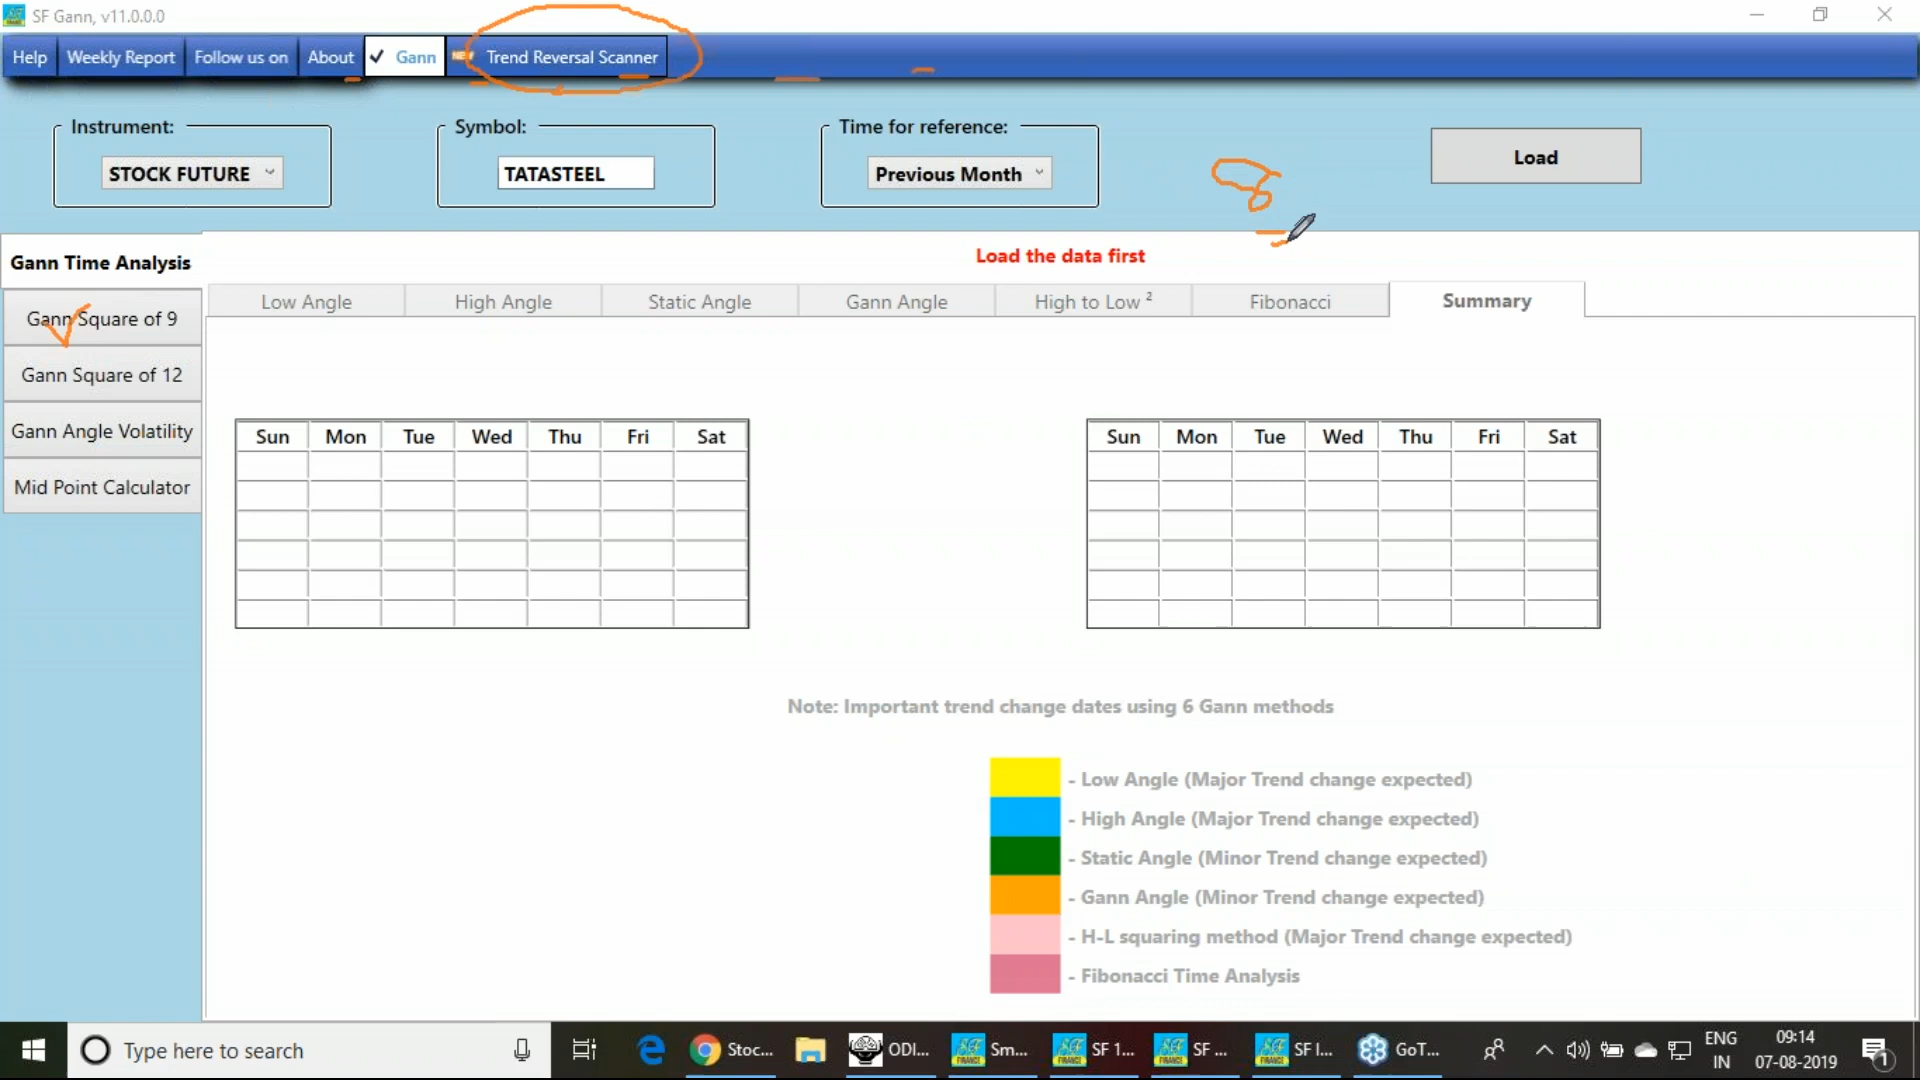 SF Gann, v11.0.0.0
Help Weekly Report Follow us on About ✓ Gann Trend Reversal Scanner
Instrument: Symbol: Time for reference:
STOCK FUTURE TATASTEEL Previous Month Load
8
Gann Time Analysis
Load the data first
Gann Square of 9
Gann Square of 12
Gann Angle Volatility
Mid Point Calculator
Low Angle High Angle Static Angle Gann Angle High to Low ² Fibonacci Summary
Sun Mon Tue Wed Thu Fri Sat
Sun Mon Tue Wed Thu Fri Sat
Note: Important trend change dates using 6 Gann methods
- Low Angle (Major Trend change expected)
- High Angle (Major Trend change expected)
- Static Angle (Minor Trend change expected)
- Gann Angle (Minor Trend change expected)
- H-L squaring method (Major Trend change expected)
- Fibonacci Time Analysis
Type here to search Stoc... ODI... Sm... SF 1... SF ... SF I... GoT... ENG 09:14
IN 07-08-2019 1